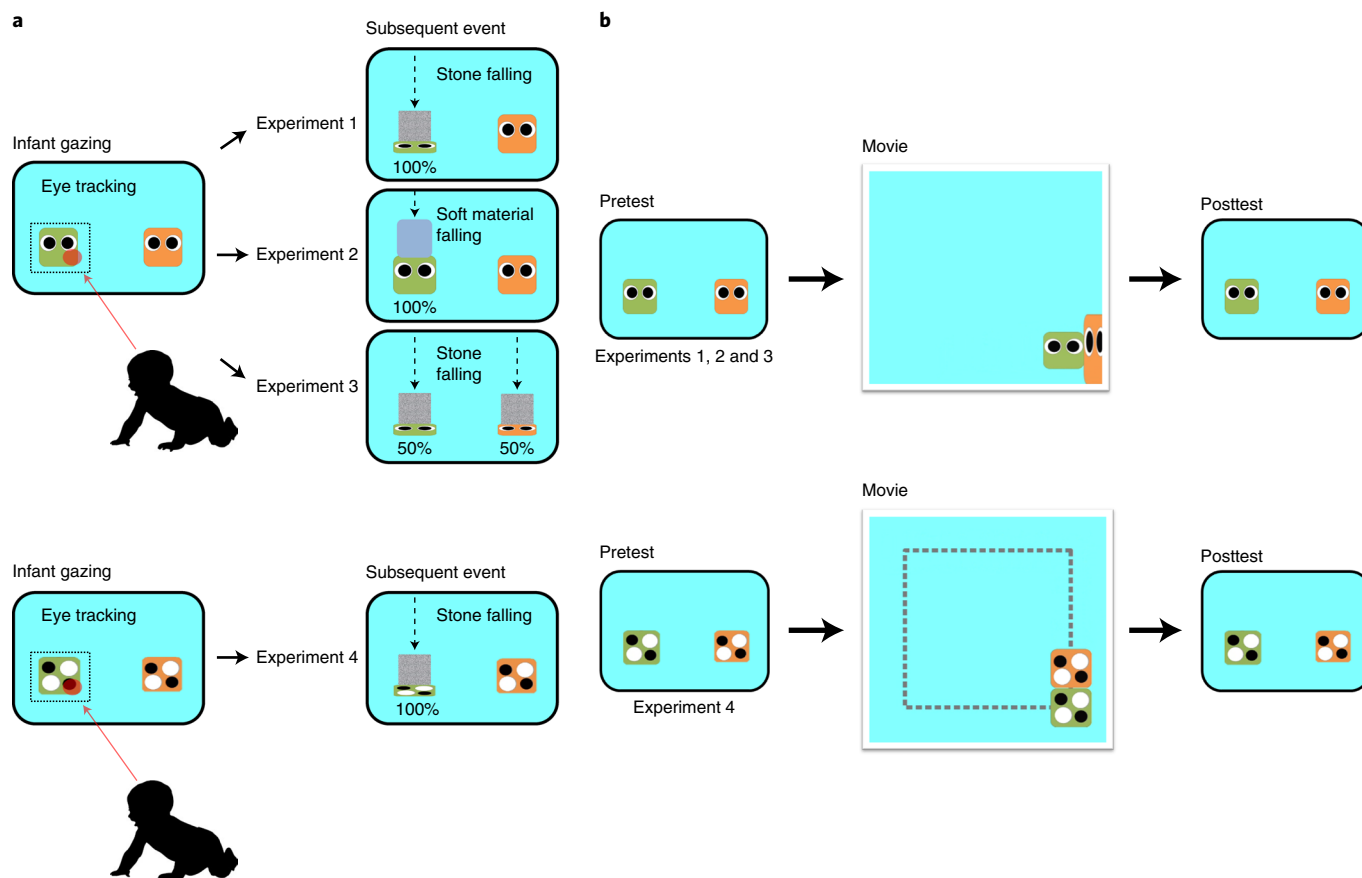 a
Subsequent event
Stone falling
Experiment 1
100%
Infant gazing
Eye tracking
Soft material
falling
Experiment 2
100%
Stone
falling
Experiment 3
50% 50%
Infant gazing
Eye tracking
Subsequent event
Stone falling
Experiment 4
100%
b
Movie
Pretest
Posttest
Experiments 1, 2 and 3
Movie
Pretest
Posttest
Experiment 4